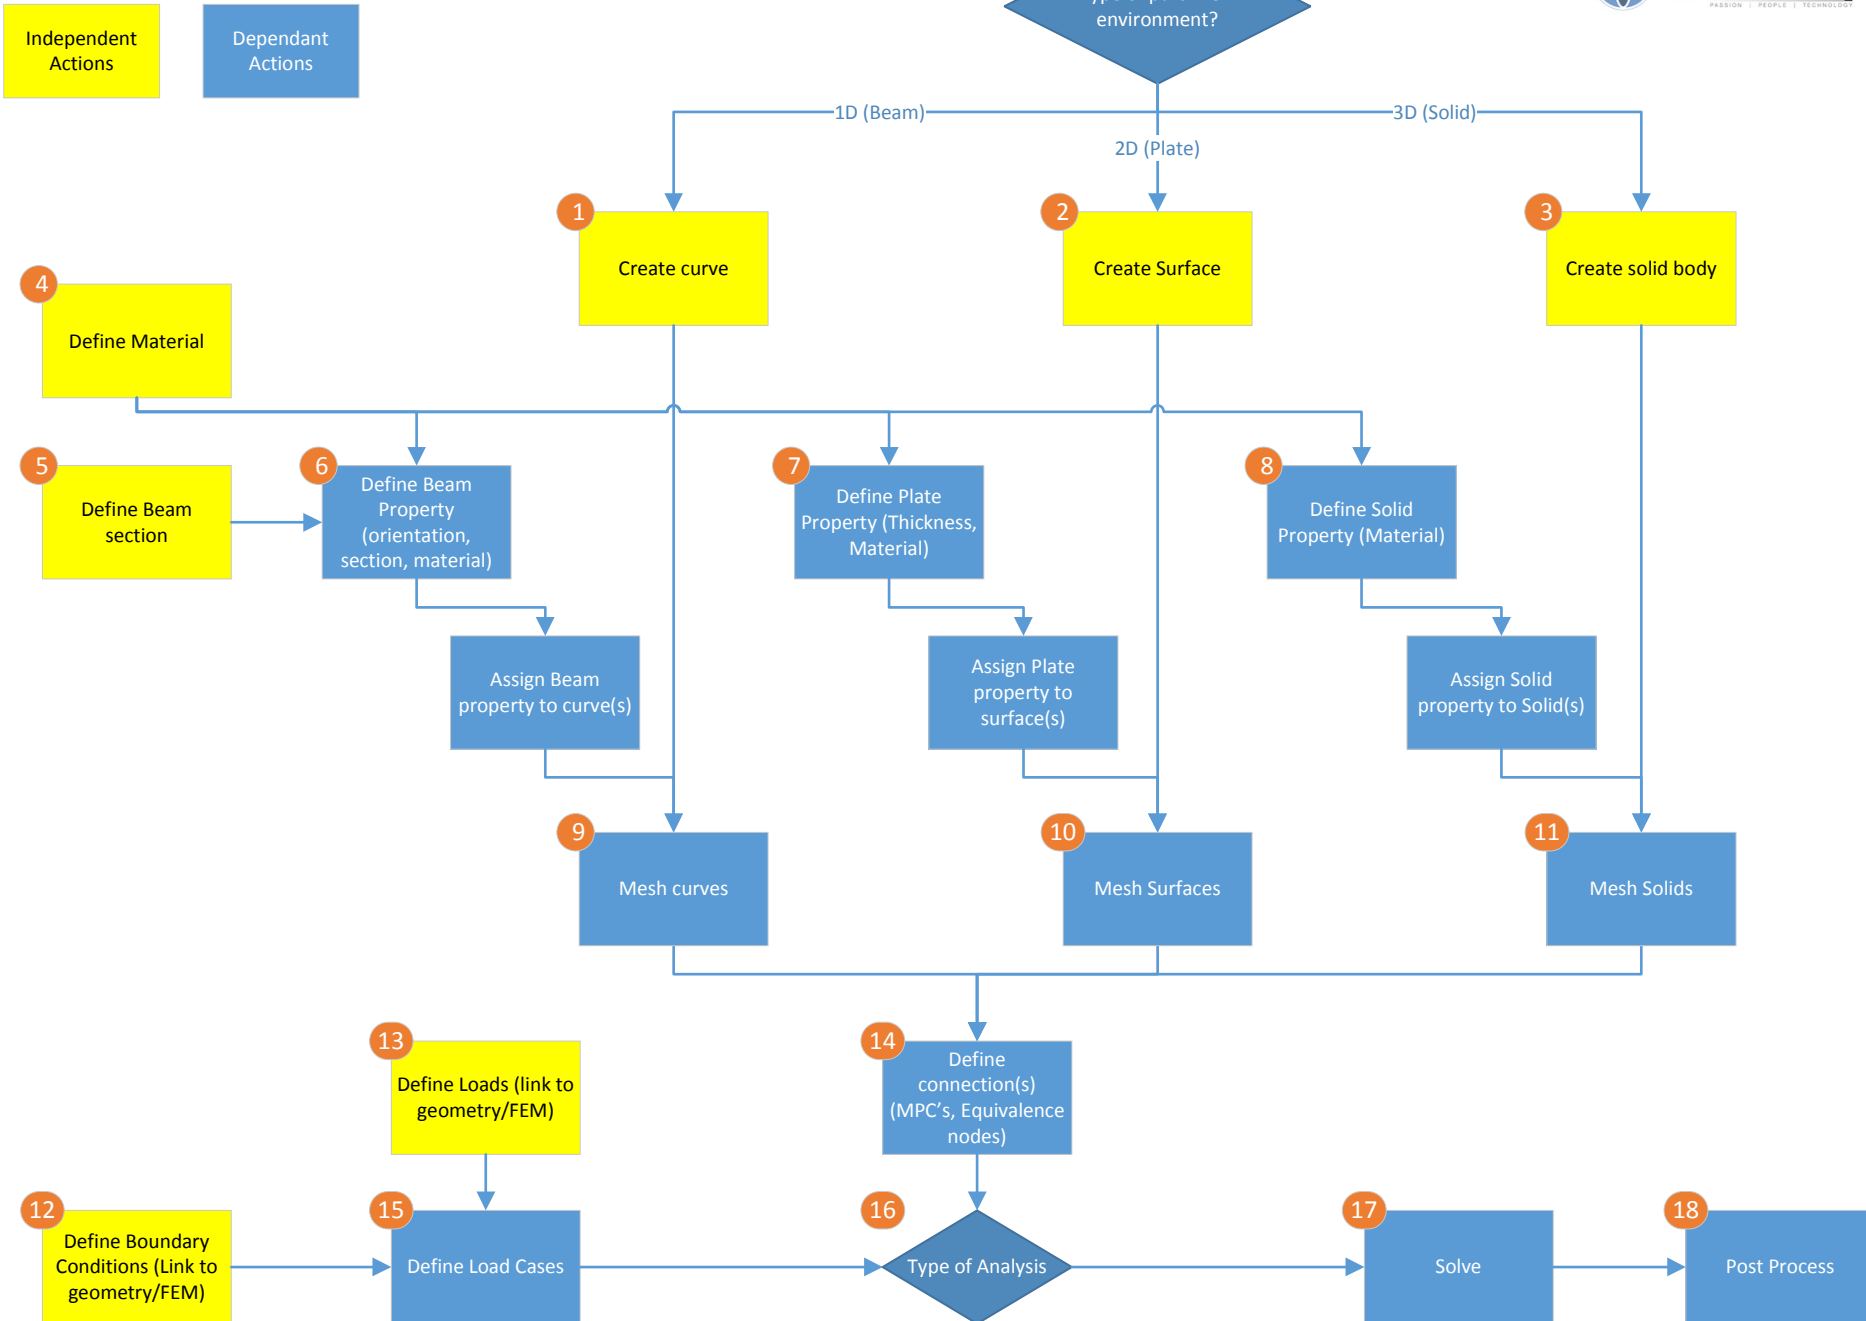 environment?
PASSION | PEOPLE | TECHNOLOGY
Independent
Actions
Dependant
Actions
1D (Beam)
3D (Solid)
2D (Plate)
1
Create curve
2
Create Surface
3
Create solid body
4
Define Material
5
Define Beam
section
6
Define Beam
Property
(orientation,
section, material)
7
Define Plate
Property (Thickness,
Material)
8
Define Solid
Property (Material)
Assign Beam
property to curve(s)
Assign Plate
property to
surface(s)
Assign Solid
property to Solid(s)
9
Mesh curves
10
Mesh Surfaces
11
Mesh Solids
13
Define Loads (link to
geometry/FEM)
14
Define
connection(s)
(MPC's, Equivalence
nodes)
12
Define Boundary
Conditions (Link to
geometry/FEM)
15
Define Load Cases
16
Type of Analysis
17
Solve
18
Post Process